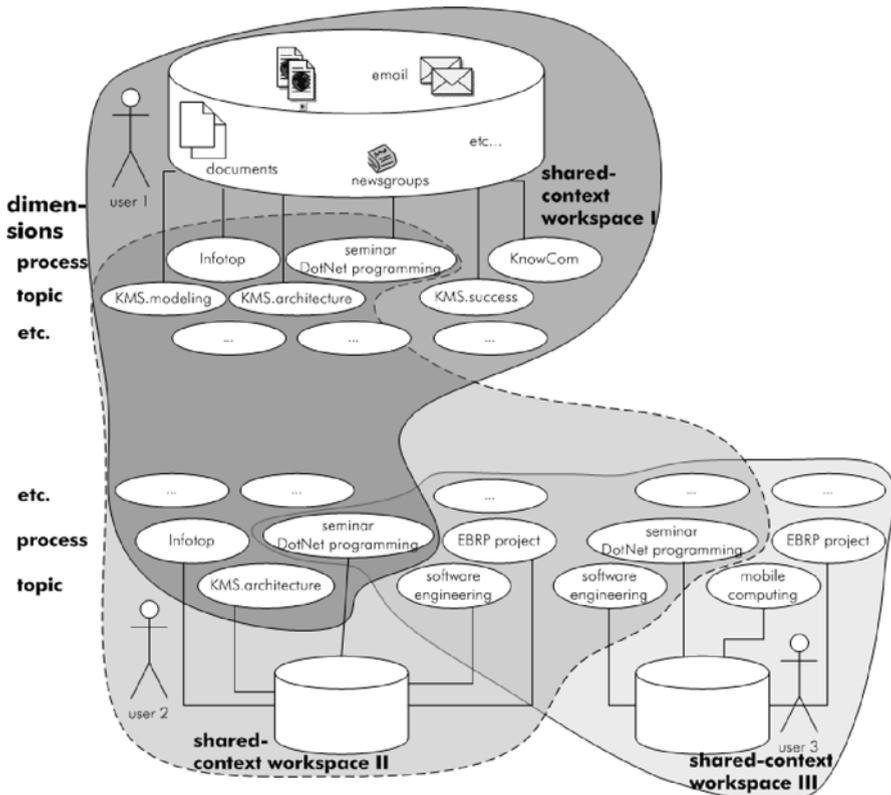 email
documents
newsgroups
etc...
user 1
shared-
context
workspace I
dimen-
sions
process
Infotop
seminar
DotNet programming
KnowCom
topic
KMS.modeling
KMS.architecture
KMS.success
etc.
...
...
...
etc.
...
...
...
...
...
process
Infotop
seminar
DotNet programming
EBRP project
seminar
DotNet programming
EBRP project
topic
KMS.architecture
software
engineering
software
engineering
mobile
computing
user 2
user 3
shared-
context workspace II
shared-context
workspace III